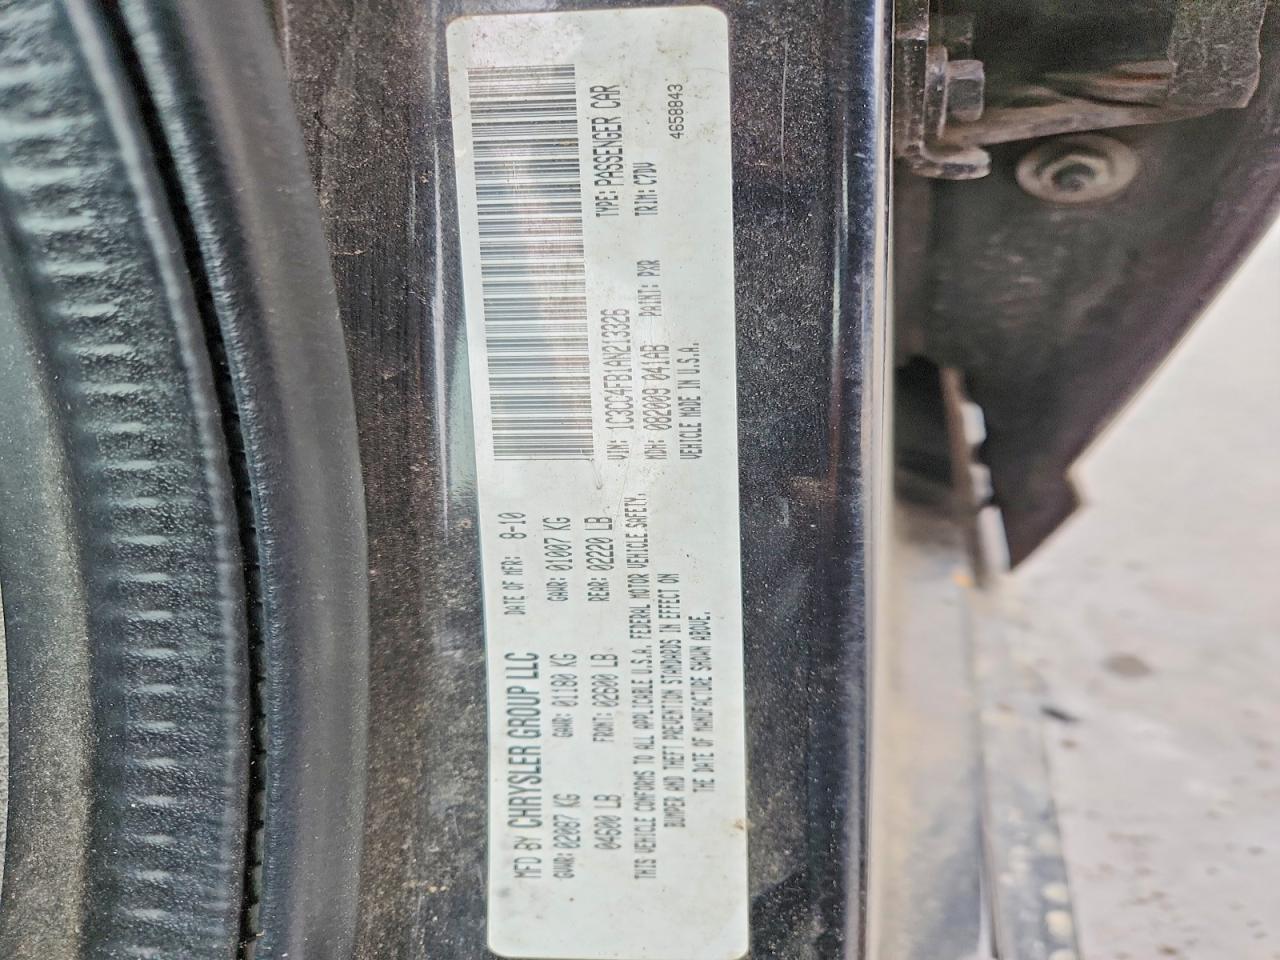 MFD BY CHRYSLER GROUP LLC DATE OF MFR: 8-10
GVWR: 02087 KG GAWR: 01180 KG GAWR: 01007 KG
04600 LB FRONT: 02600 LB REAR: 02220 LB
THIS VEHICLE CONFORMS TO ALL APPLICABLE U.S.A. FEDERAL MOTOR VEHICLE SAFETY,
BUMPER AND THEFT PREVENTION STANDARDS IN EFFECT ON
THE DATE OF MANUFACTURE SHOWN ABOVE.
VIN: 1C3CC4FB1AN213326 TYPE: PASSENGER CAR
MDH: 082009 041AB PAINT: PXR TRIM: C7DV
VEHICLE MADE IN U.S.A. 4658843